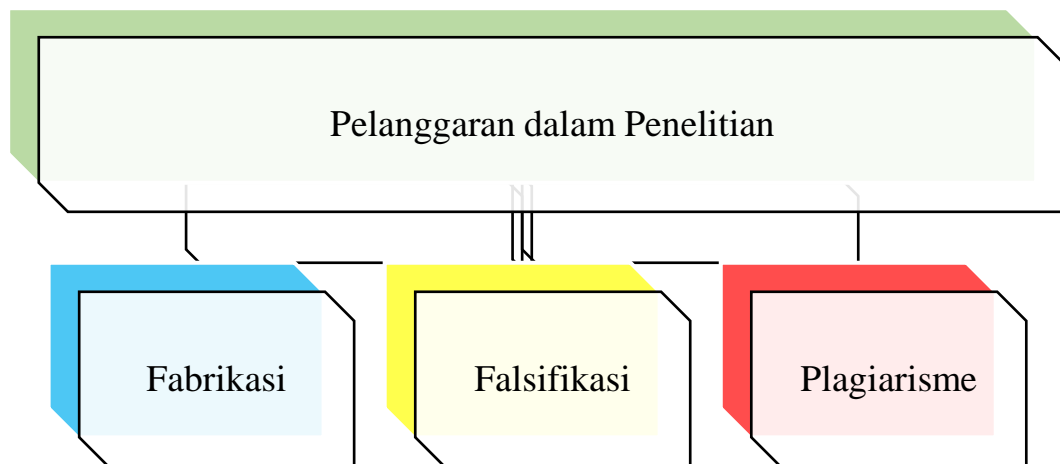 Pelanggaran dalam Penelitian
Fabrikasi
Falsifikasi
Plagiarisme